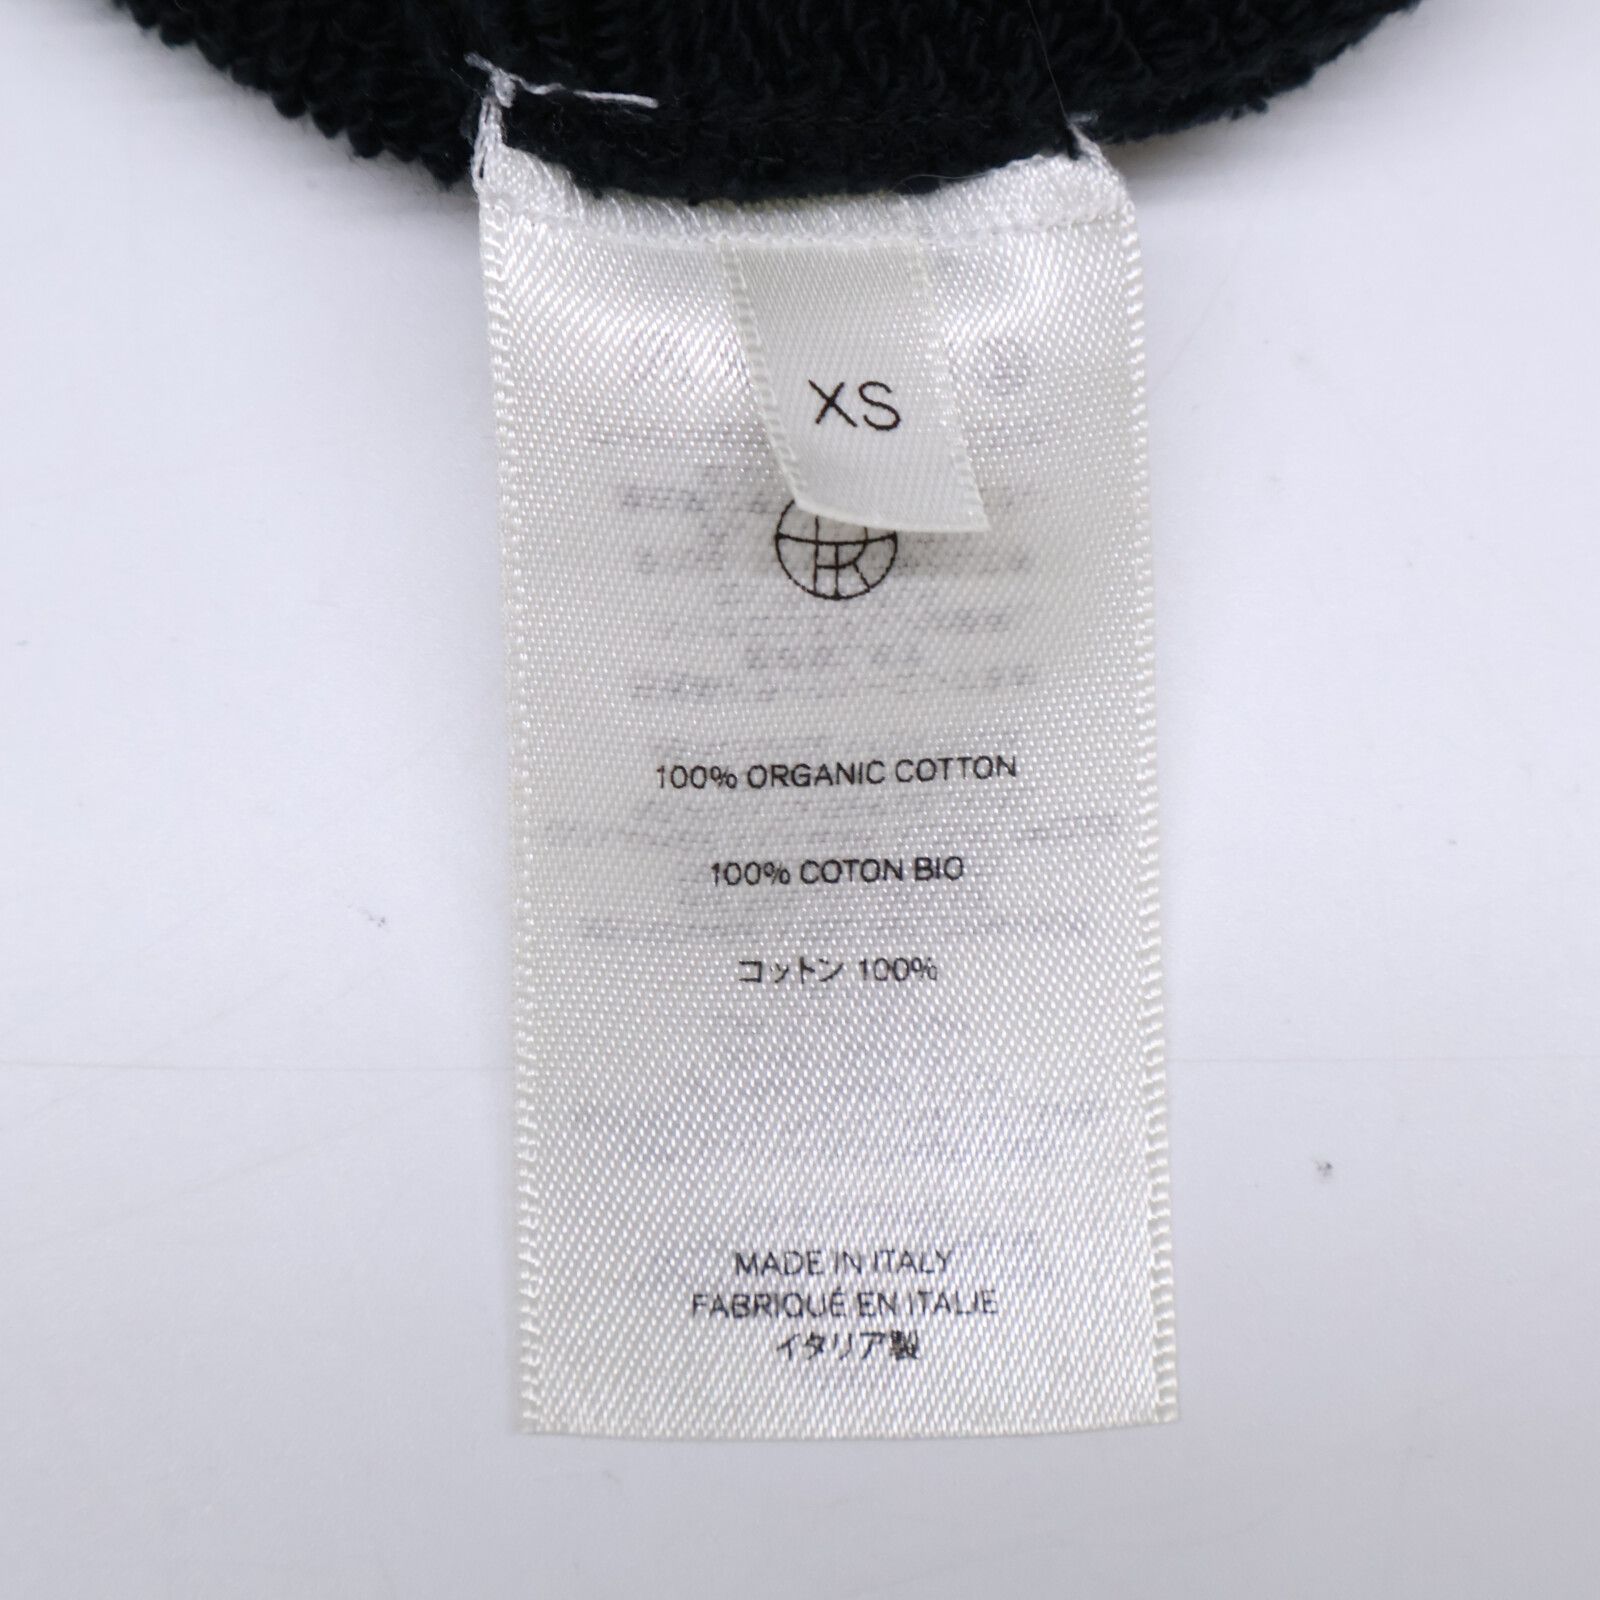 XS
100% ORGANIC COTTON
100% COTON BIO
コットン 100%
MADE IN ITALY
FABRIQUÉ EN ITALIE
イタリア製